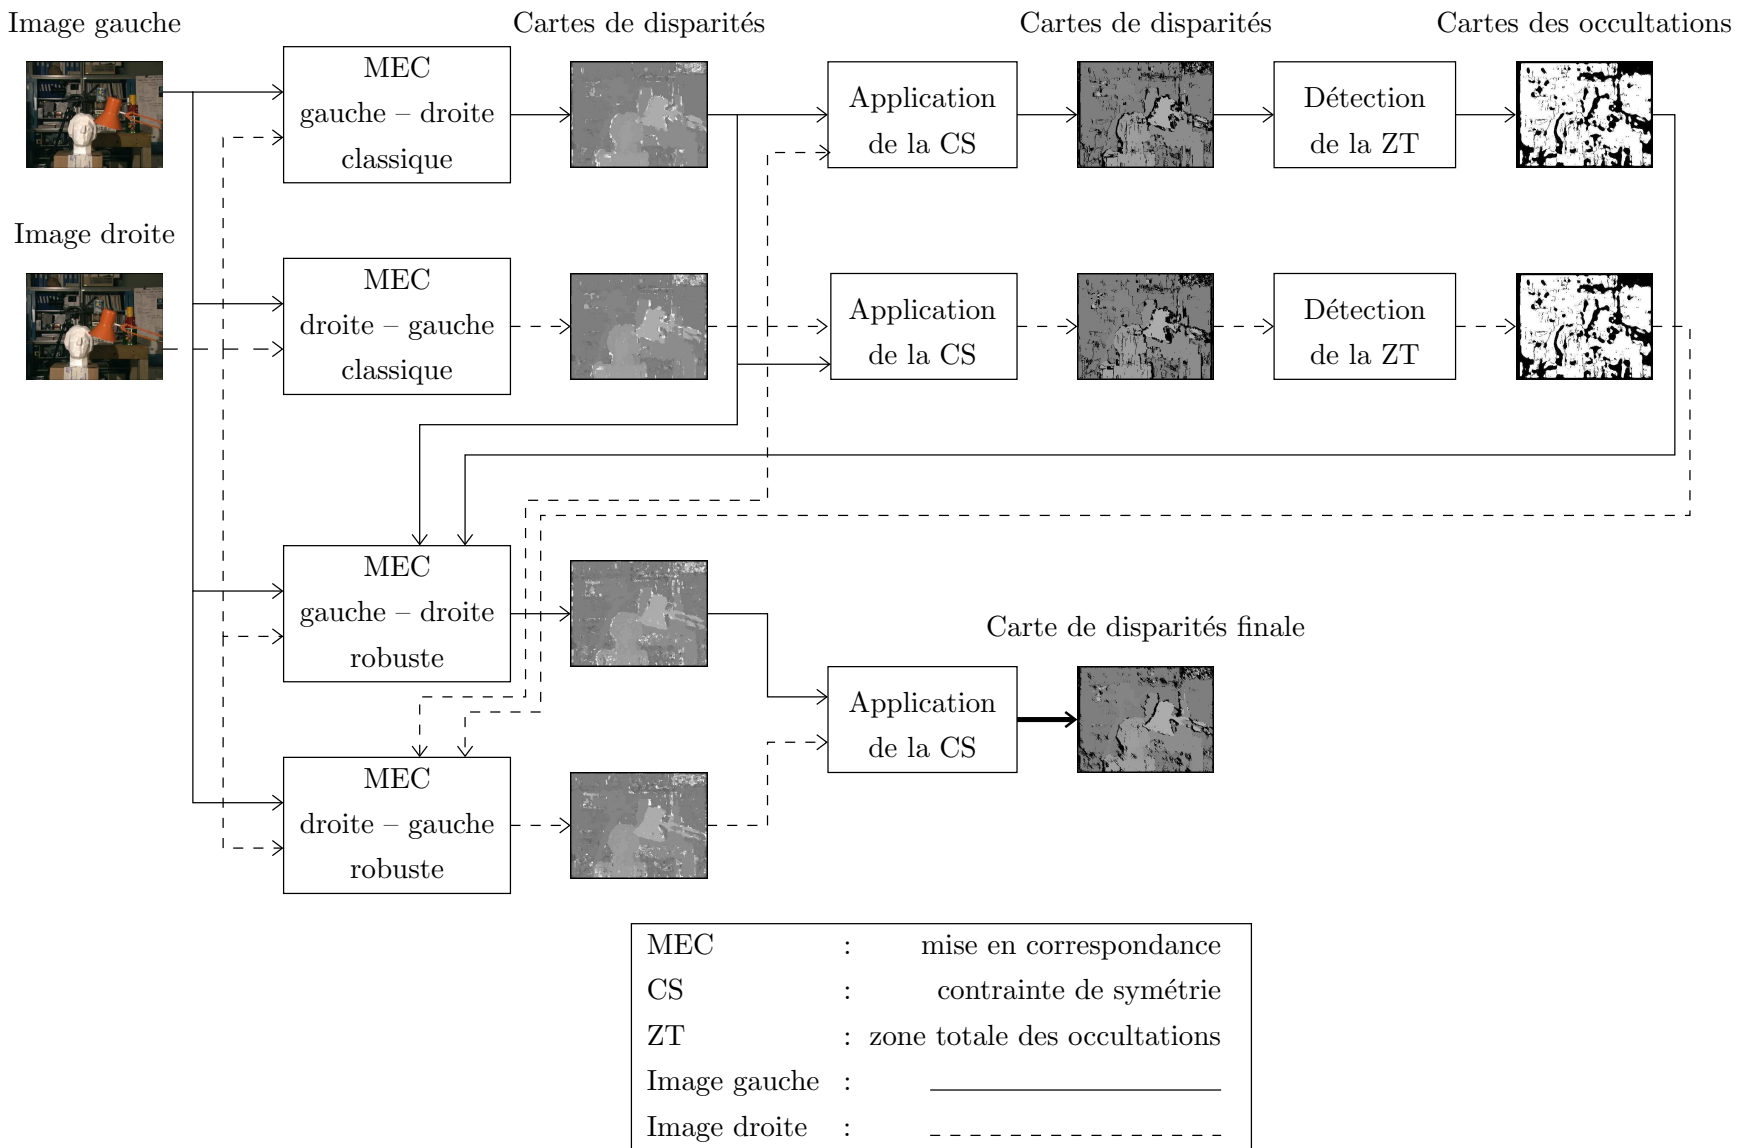 Image gauche
Cartes de disparités
Cartes de disparités
Cartes des occultations
MEC
gauche – droite
classique
Application
de la CS
Détection
de la ZT
Image droite
MEC
droite – gauche
classique
Application
de la CS
Détection
de la ZT
MEC
gauche – droite
robuste
Carte de disparités finale
Application
de la CS
MEC
droite – gauche
robuste
MEC : mise en correspondance
CS : contrainte de symétrie
ZT : zone totale des occultations
Image gauche :
Image droite :